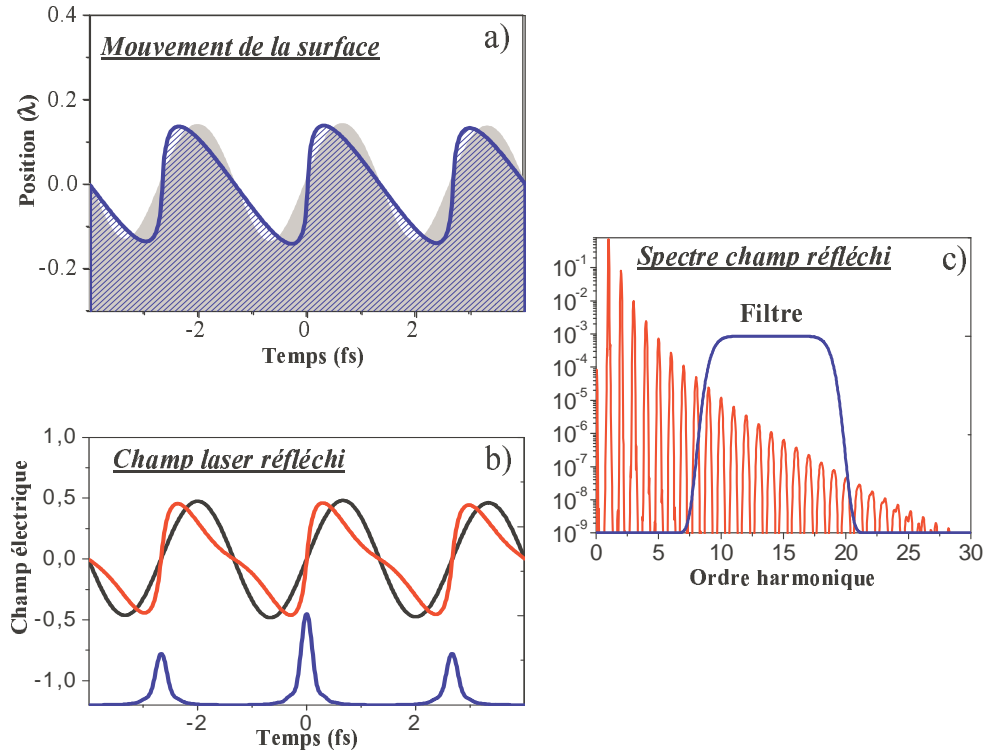 a)
Mouvement de la surface
Position (λ)
0.4
0.2
0.0
-0.2
-2
0
2
Temps (fs)
b)
Champ laser réfléchi
Champ électrique
1,0
0,5
0,0
-0,5
-1,0
-2
0
2
Temps (fs)
c)
Spectre champ réfléchi
Filtre
10-1
10-2
10-3
10-4
10-5
10-6
10-7
10-8
10-9
0
5
10
15
20
25
30
Ordre harmonique